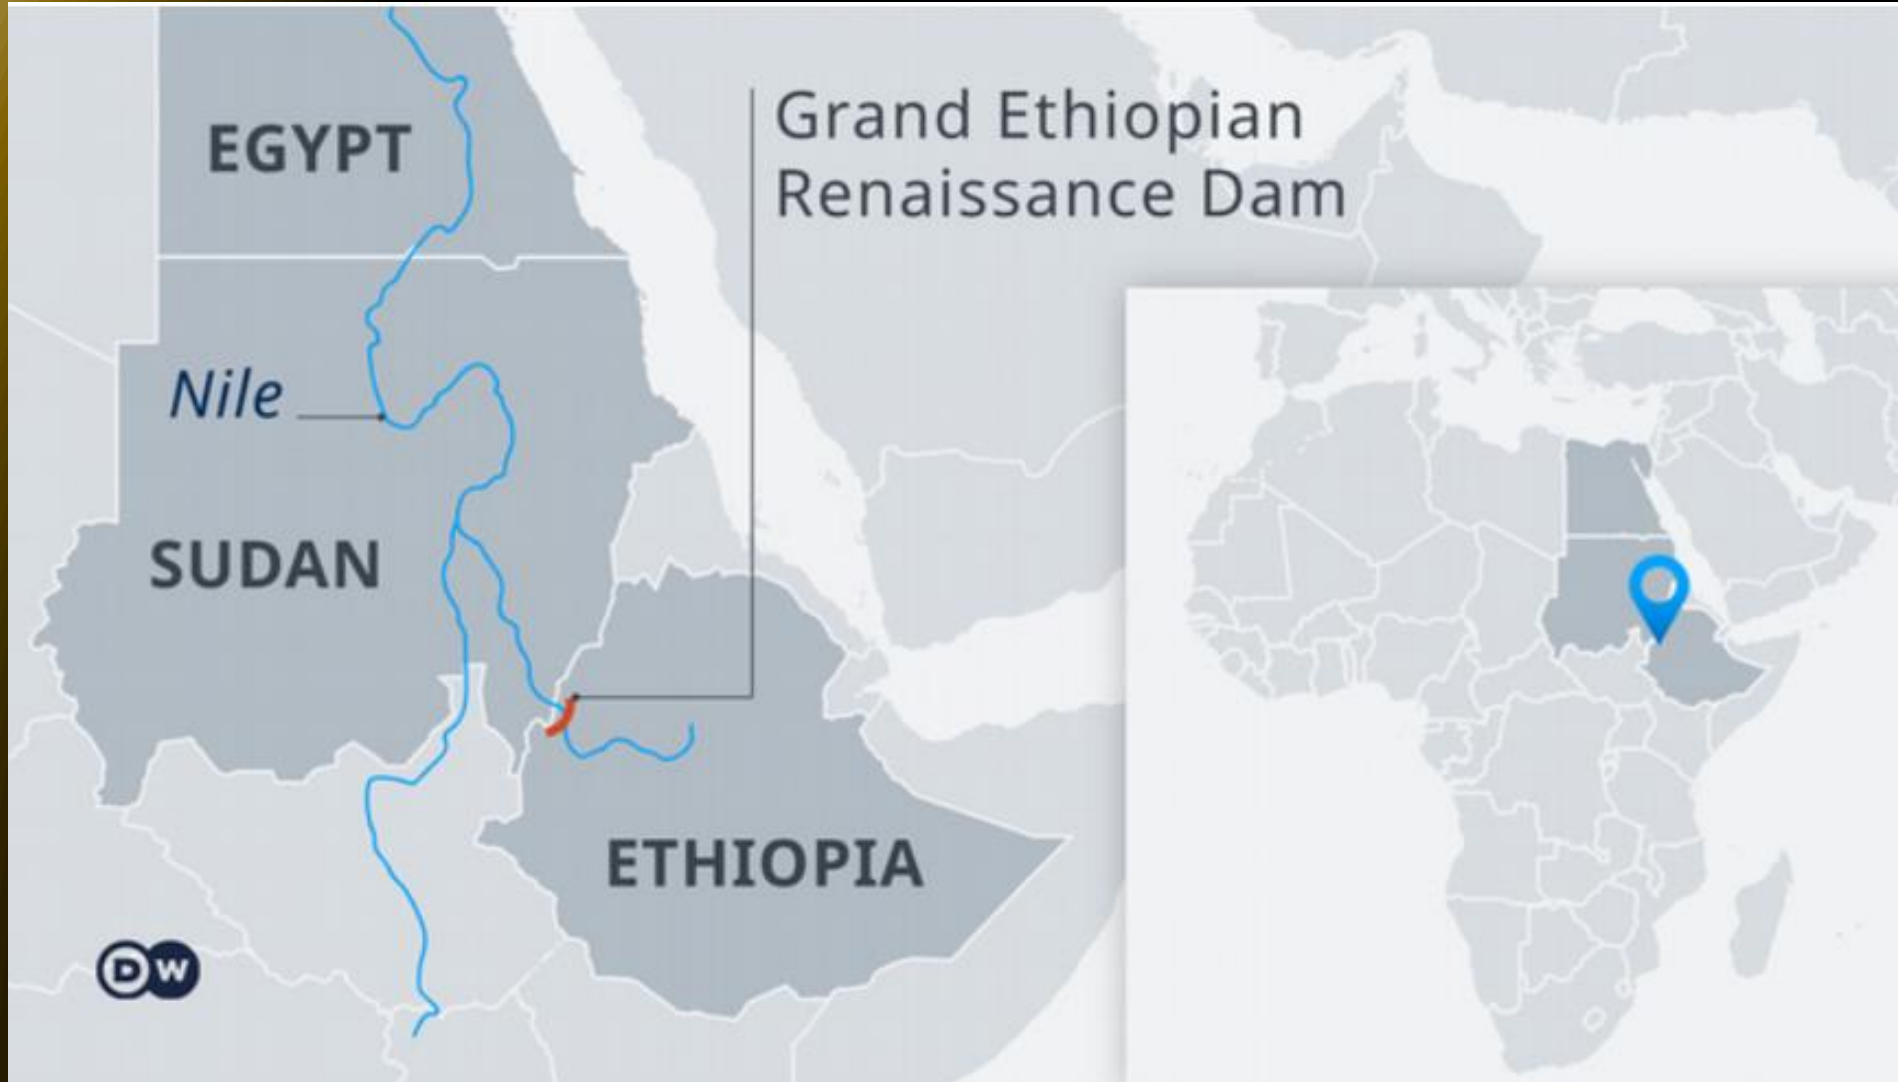 EGYPT
Grand Ethiopian
Renaissance Dam
Nile
SUDAN
ETHIOPIA
DW